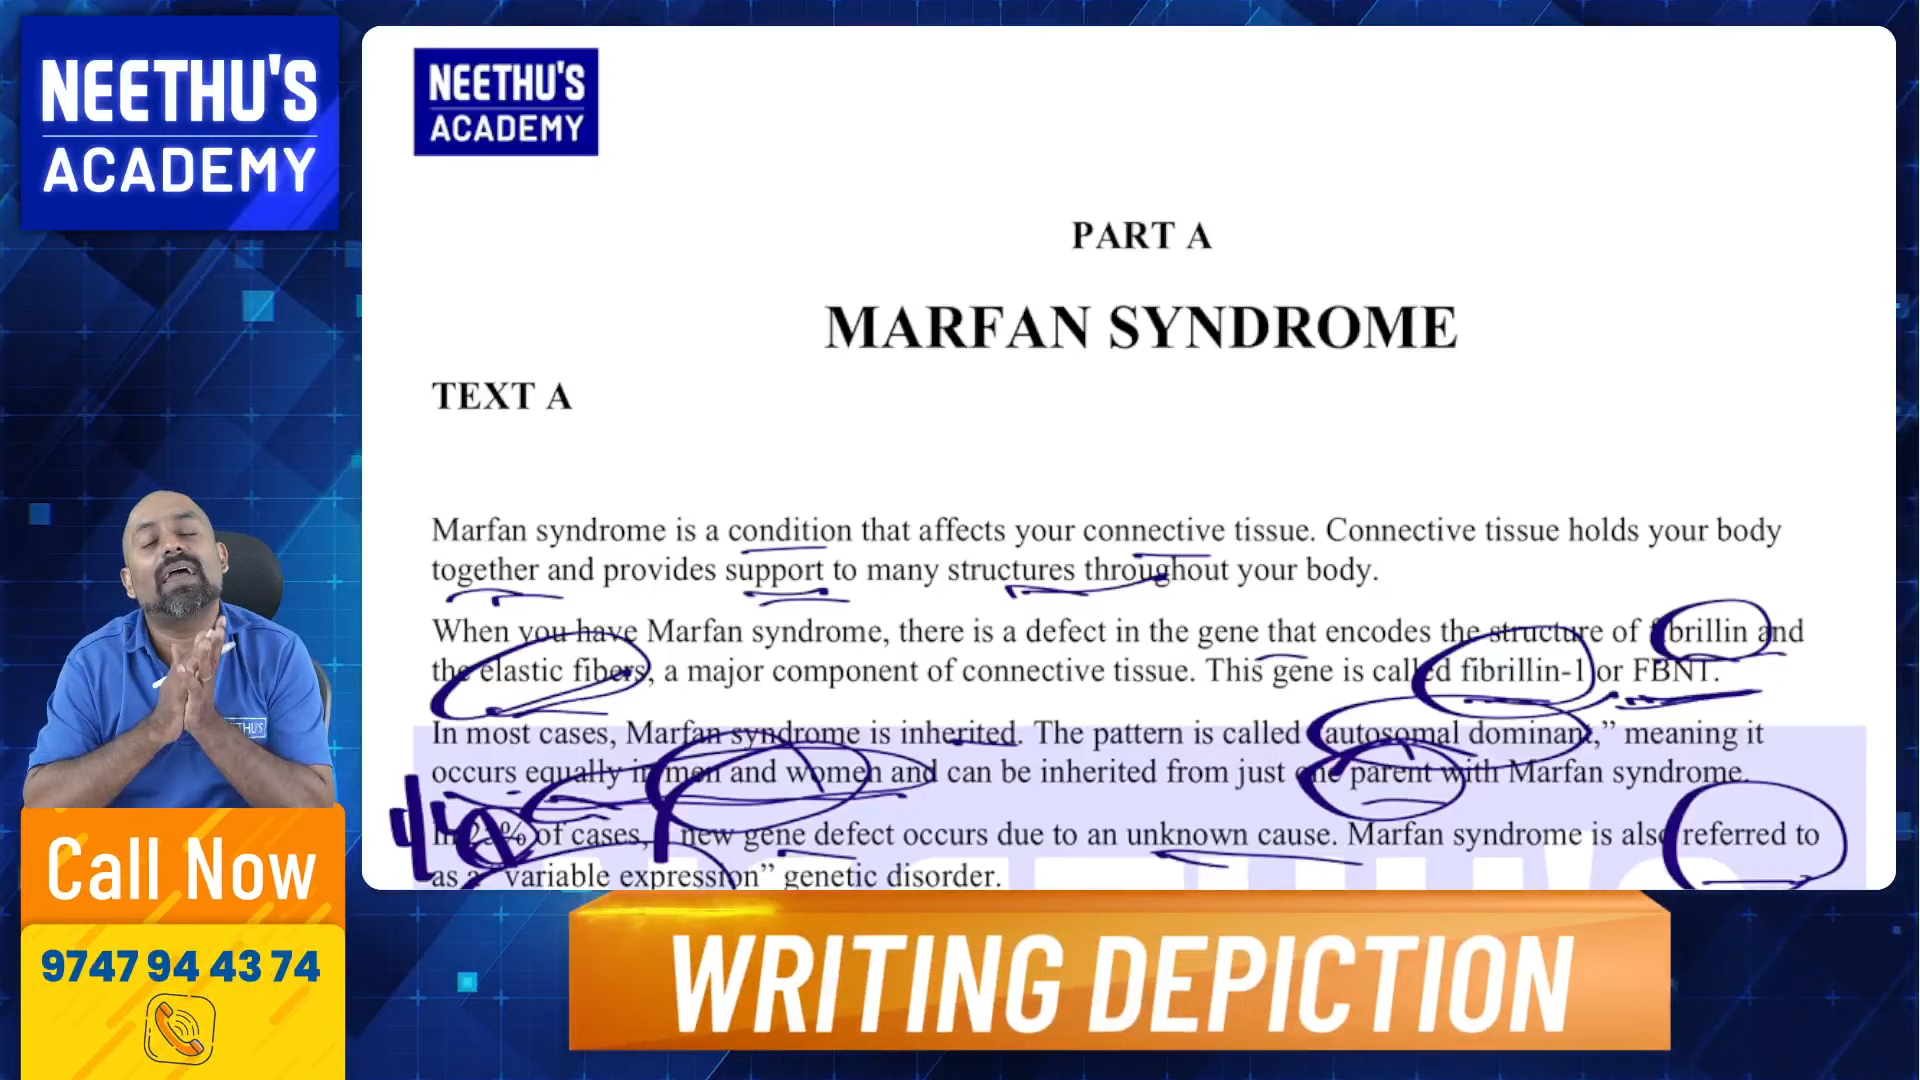 NEETHU'S
ACADEMY
NEETHU'S
ACADEMY
PART A
MARFAN SYNDROME
TEXT A
Marfan syndrome is a condition that affects your connective tissue. Connective tissue holds your body
together and provides support to many structures throughout your body.
When you have Marfan syndrome, there is a defect in the gene that encodes the structure of fibrillin and
the elastic fibers, a major component of connective tissue. This gene is called fibrillin-1 or FBNT.
In most cases, Marfan syndrome is inherited. The pattern is called “autosomal dominant,” meaning it
occurs equally in men and women and can be inherited from just one parent with Marfan syndrome.
In 25% of cases, a new gene defect occurs due to an unknown cause. Marfan syndrome is also referred to
as a “variable expression” genetic disorder.
Call Now
9747 94 43 74
WRITING DEPICTION